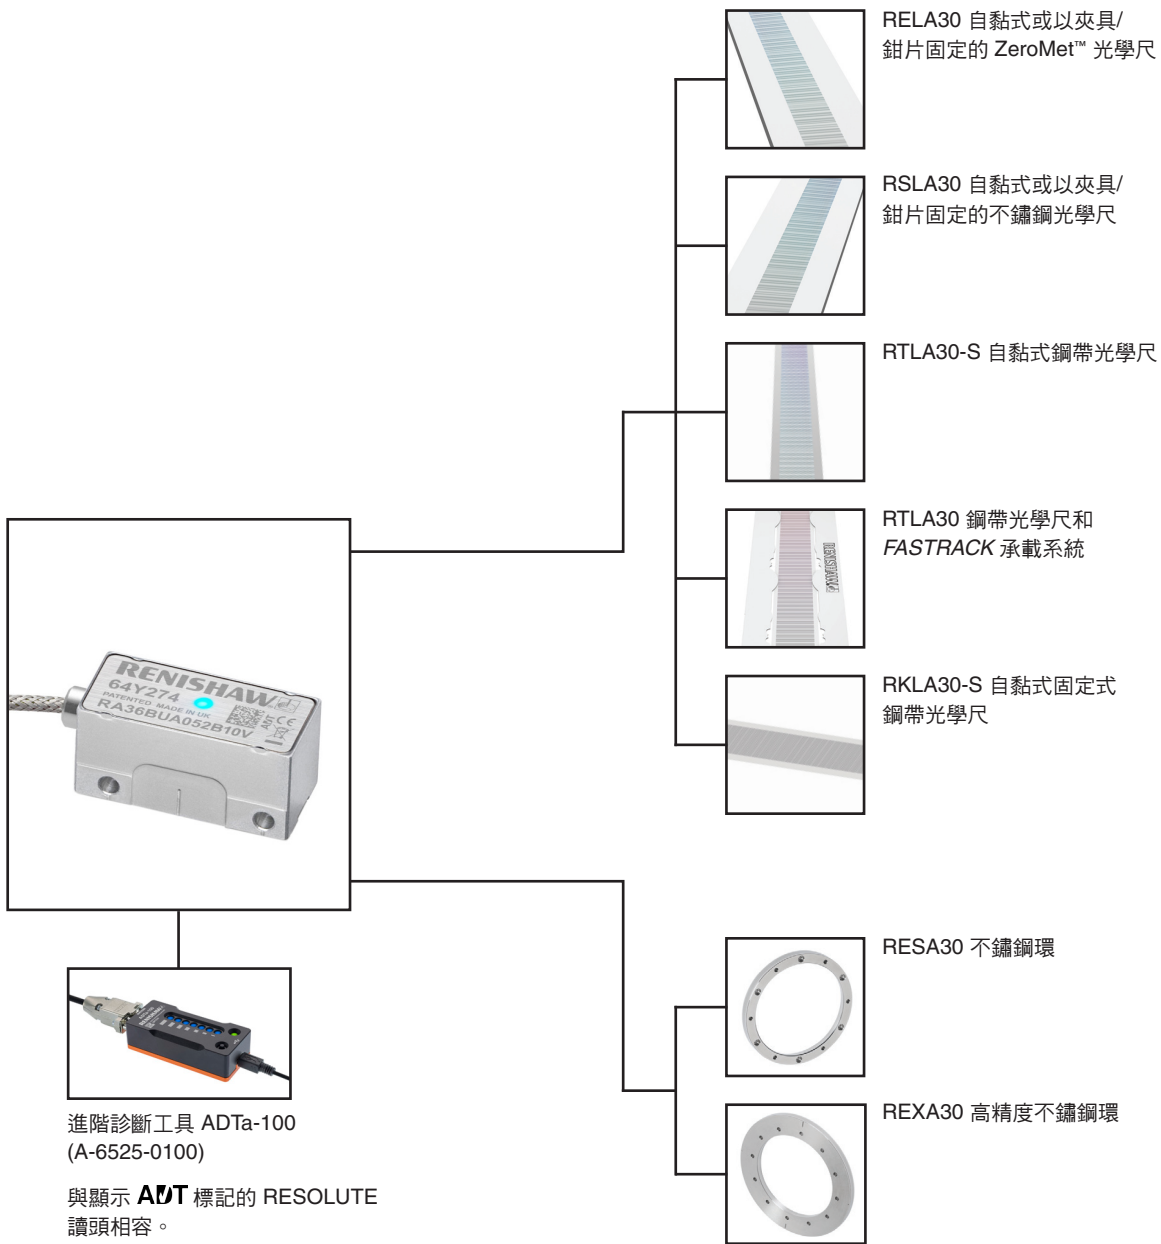 RELA30 自黏式或以夾具/
鉗片固定的 ZeroMet™ 光學尺
RSLA30 自黏式或以夾具/
鉗片固定的不鏽鋼光學尺
RTLA30-S 自黏式鋼帶光學尺
RTLA30 鋼帶光學尺和
FASTRACK 承載系統
RENISHAW
RKLA30-S 自黏式固定式
鋼帶光學尺
RENISHAW
64Y274
PATENTED MADE IN UK
RA36BUA052B10V
ADT CE
進階診斷工具 ADTa-100
(A-6525-0100)
與顯示 ADT 標記的 RESOLUTE
讀頭相容。
RESA30 不鏽鋼環
REXA30 高精度不鏽鋼環